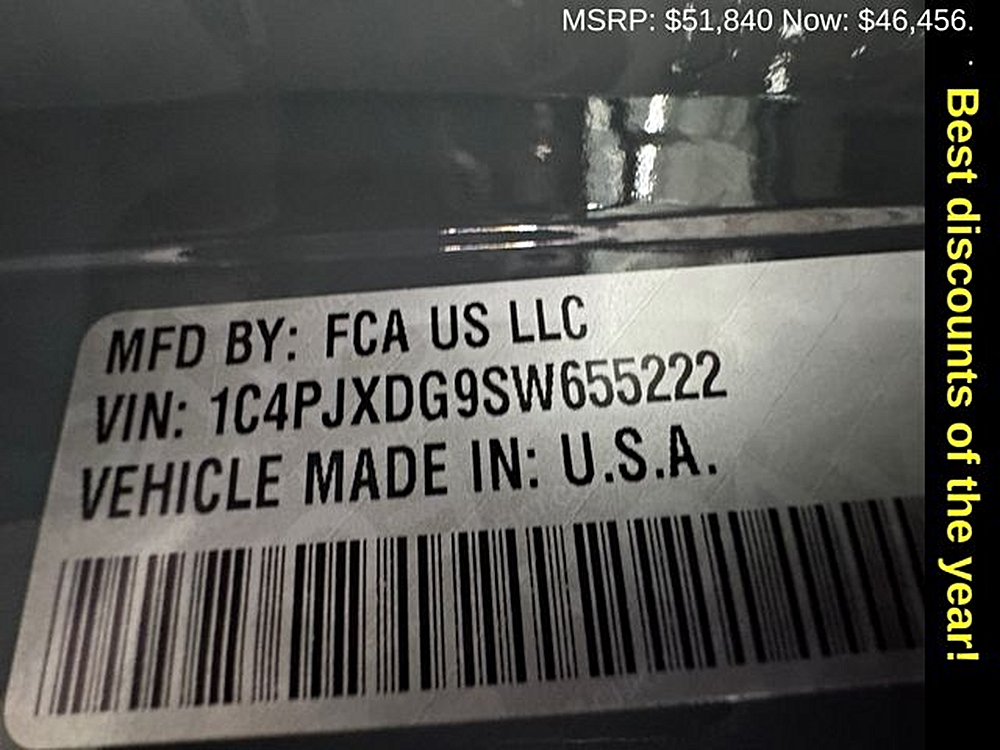 MSRP: $51,840 Now: $46,456.
.
Best discounts of the year!
MFD BY: FCA US LLC
VIN: 1C4PJXDG9SW655222
VEHICLE MADE IN: U.S.A.